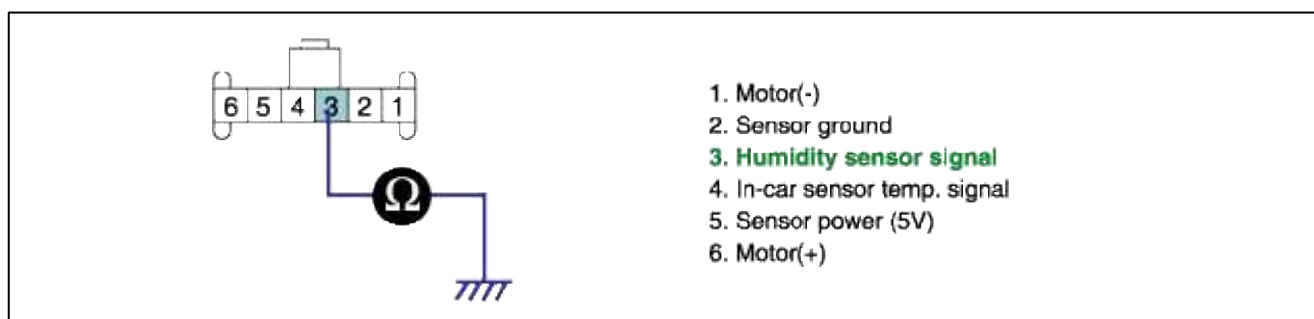 6 5 4 3 2 1
Ω
1. Motor(-)
2. Sensor ground
3. Humidity sensor signal
4. In-car sensor temp. signal
5. Sensor power (5V)
6. Motor(+)